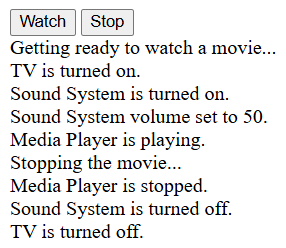 Watch Stop
Getting ready to watch a movie...
TV is turned on.
Sound System is turned on.
Sound System volume set to 50.
Media Player is playing.
Stopping the movie...
Media Player is stopped.
Sound System is turned off.
TV is turned off.